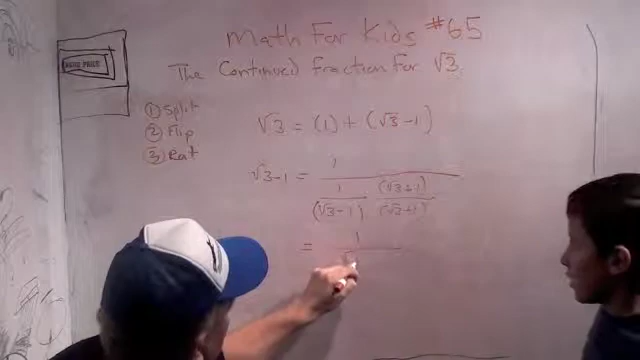 Math For Kids #65
The Continued Fraction for √3.
① Split
② Flip
③ Rat
√3 = (1) + (√3 - 1)
√3 - 1 = 1
1 (√3+1)
(√3-1) (√3+1)
= 1